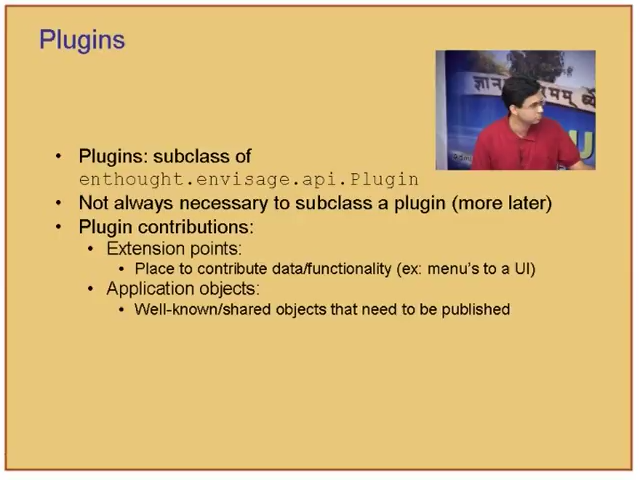 Plugins
• Plugins: subclass of
enthought.envisage.api.Plugin
• Not always necessary to subclass a plugin (more later)
• Plugin contributions:
• Extension points:
• Place to contribute data/functionality (ex: menu's to a UI)
• Application objects:
• Well-known/shared objects that need to be published